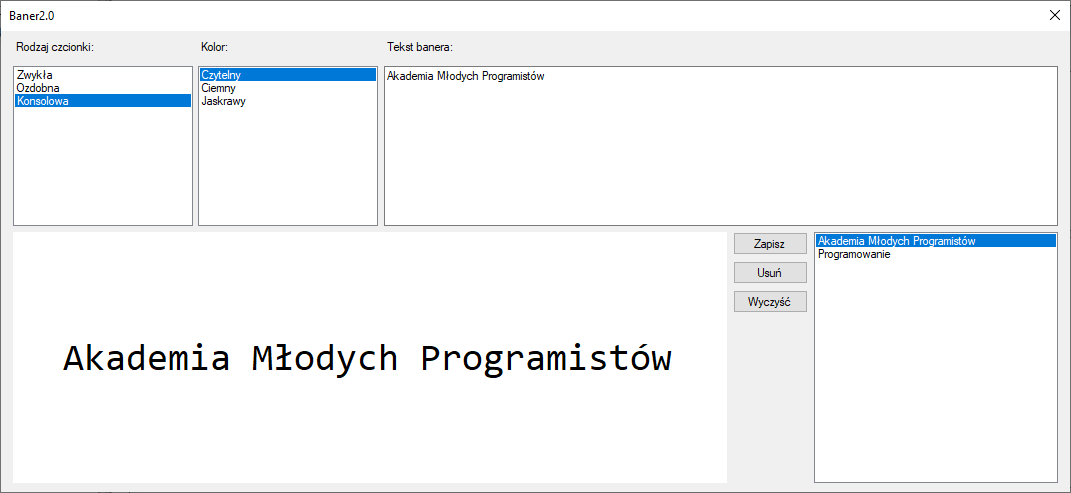 Baner2.0
Rodzaj czcionki:
Kolor:
Tekst banera:
Zwykła
Ozdobna
Konsolowa
Czytelny
Ciemny
Jaskrawy
Akademia Młodych Programistów
Akademia Młodych Programistów
Zapisz
Usuń
Wyczyść
Akademia Młodych Programistów
Programowanie